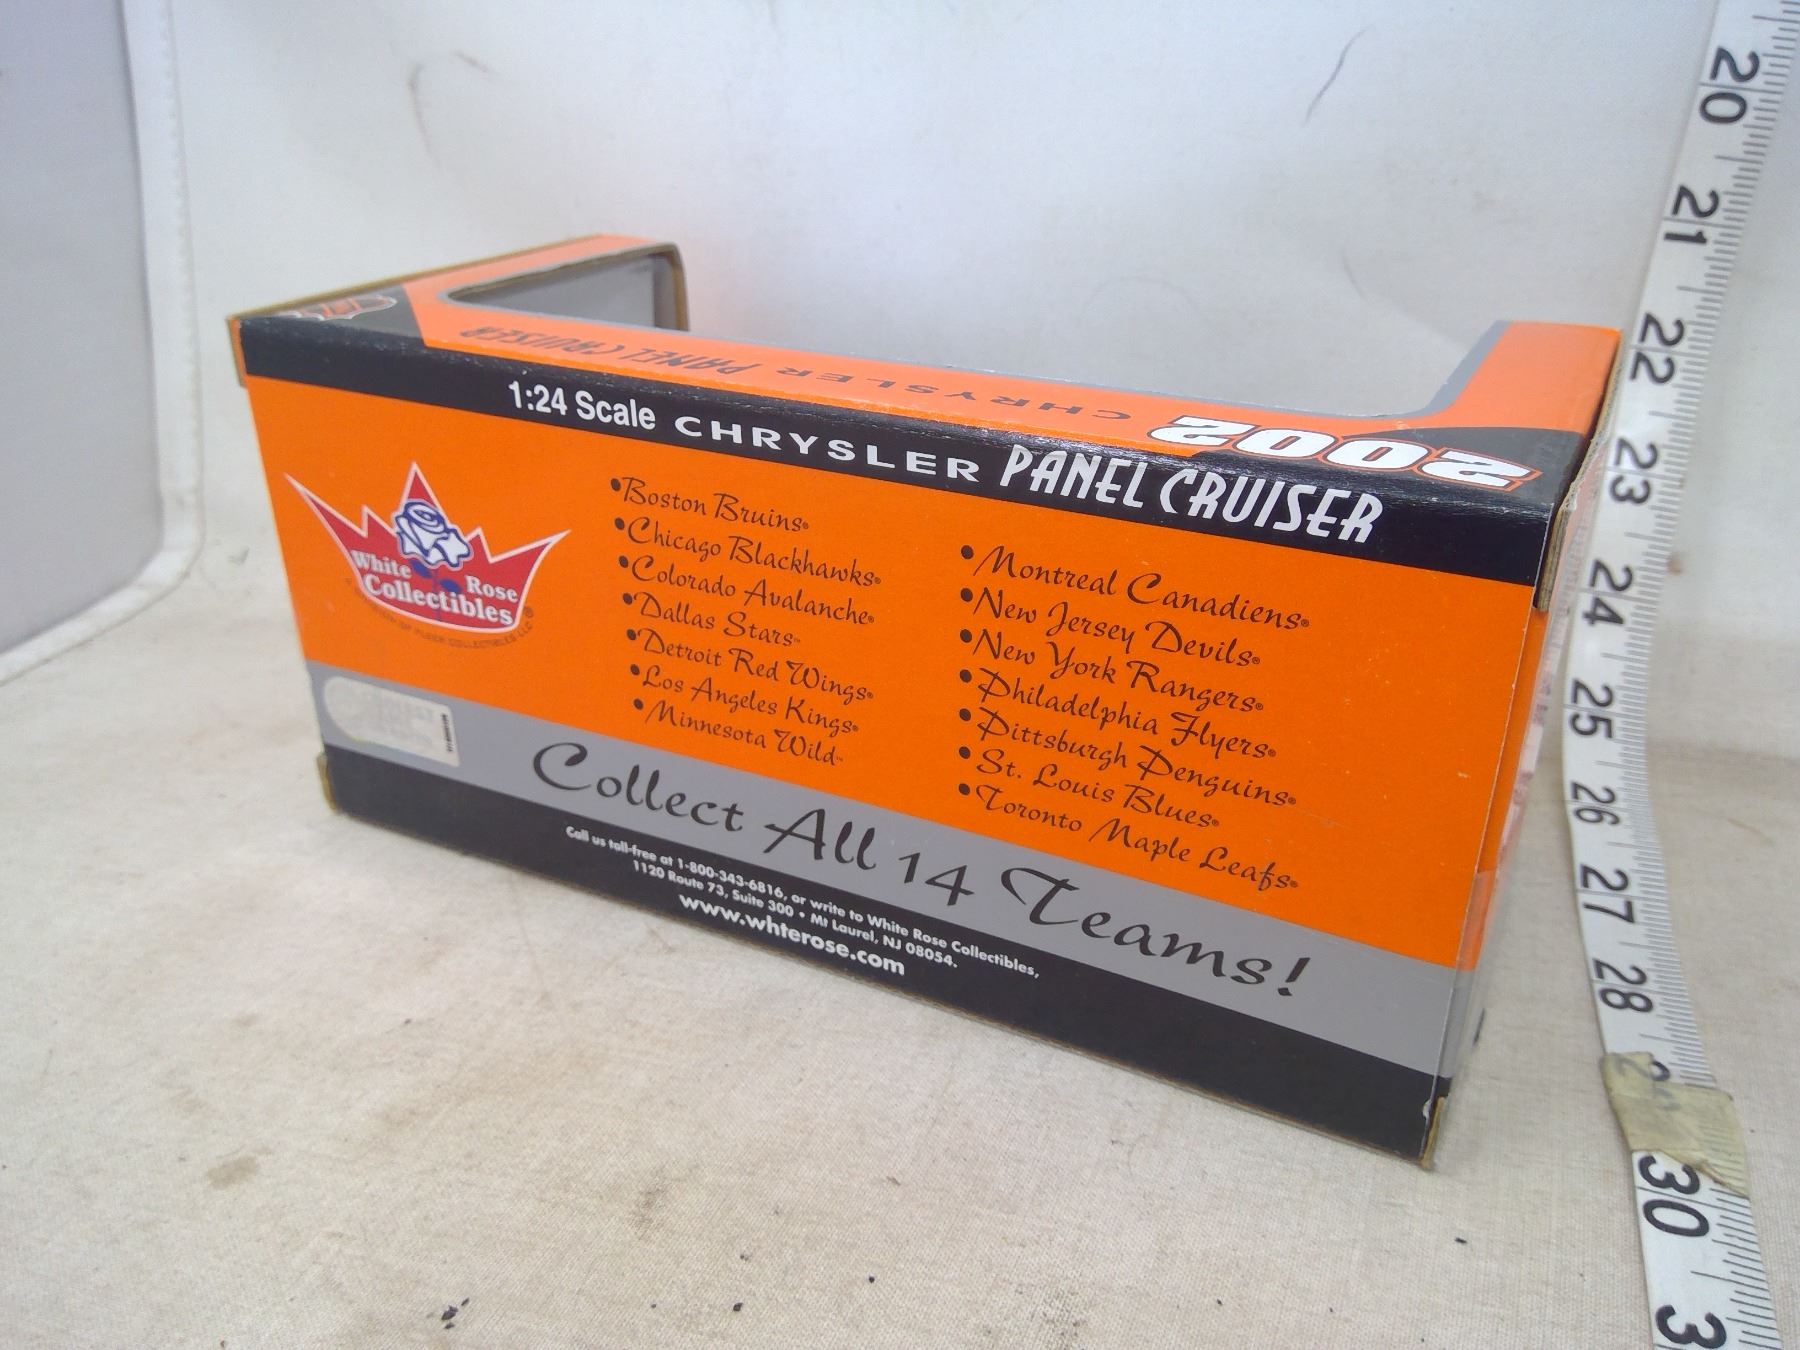 CHRYSLER PANEL CRUISER
2002
1:24 Scale CHRYSLER PANEL CRUISER
White Rose
Collectibles®
•Boston Bruins®
•Chicago Blackhawks®
•Colorado Avalanche®
•Dallas Stars™
•Detroit Red Wings®
•Los Angeles Kings®
•Minnesota Wild™
•Montreal Canadiens®
•New Jersey Devils®
•New York Rangers®
•Philadelphia Flyers®
•Pittsburgh Penguins®
•St. Louis Blues®
•Toronto Maple Leafs®
Collect All 14 Teams!
Call us toll-free at 1-800-343-6816, or write to White Rose Collectibles,
1120 Route 73, Suite 300 • Mt Laurel, NJ 08054.
www.whterose.com
20
21
22
23
24
25
26
27
28
30
3